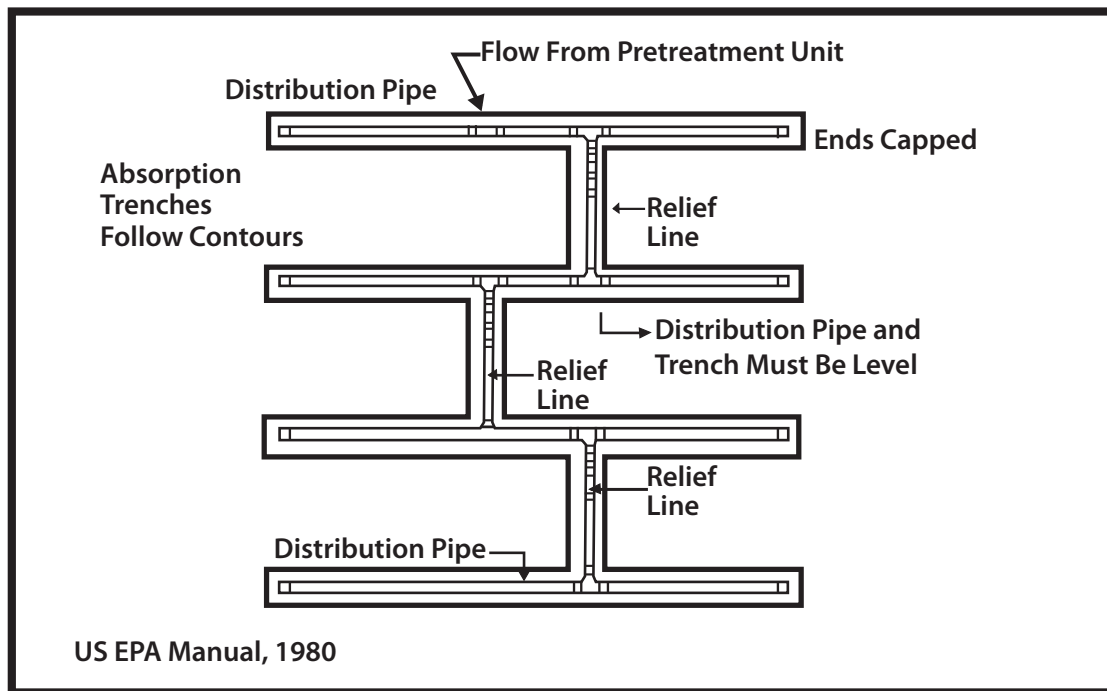 Flow From Pretreatment Unit
Distribution Pipe
Ends Capped
Absorption
Trenches
Follow Contours
Relief
Line
Distribution Pipe and
Trench Must Be Level
Relief
Line
Relief
Line
Distribution Pipe
US EPA Manual, 1980